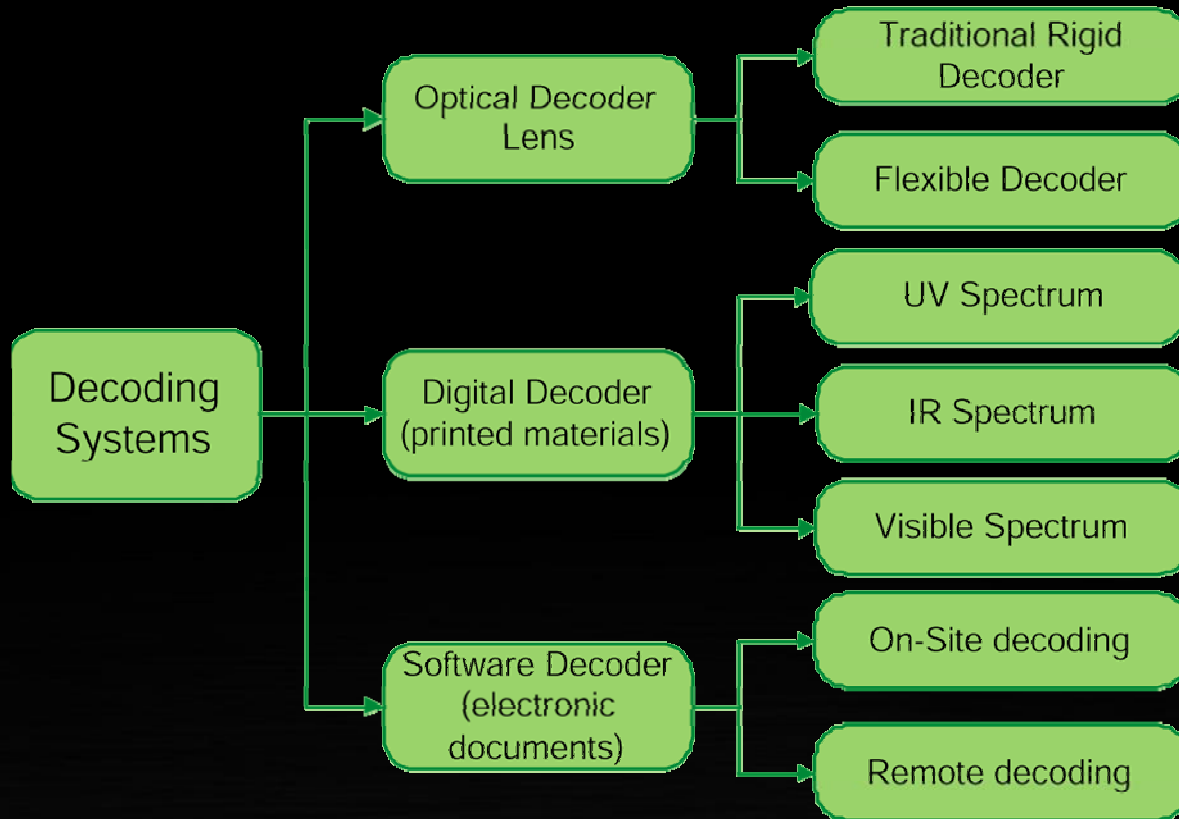 Decoding
Systems
Optical Decoder
Lens
Traditional Rigid
Decoder
Flexible Decoder
Digital Decoder
(printed materials)
UV Spectrum
IR Spectrum
Visible Spectrum
Software Decoder
(electronic
documents)
On-Site decoding
Remote decoding